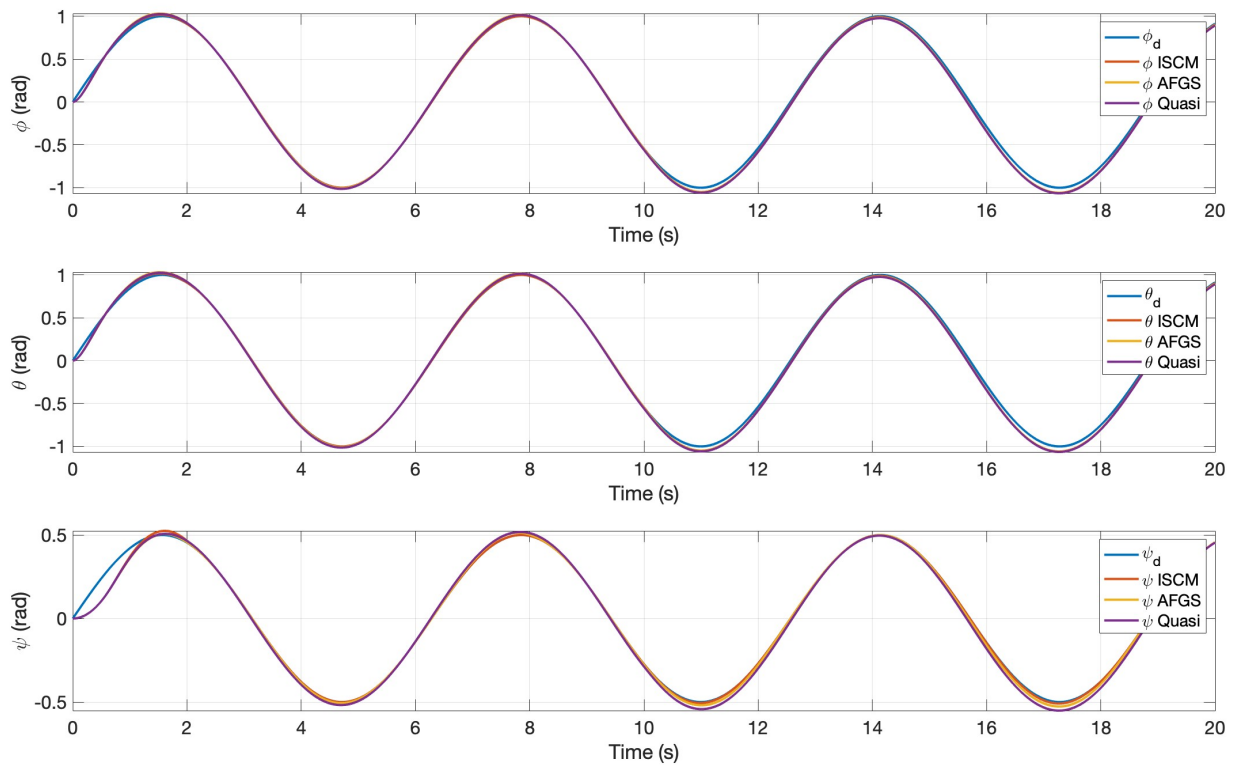 1
0.5
0
-0.5
-1
ϕ (rad)
0 2 4 6 8 10 12 14 16 18 20
Time (s)
ϕd
ϕ ISCM
ϕ AFGS
ϕ Quasi
1
0.5
0
-0.5
-1
θ (rad)
0 2 4 6 8 10 12 14 16 18 20
Time (s)
θd
θ ISCM
θ AFGS
θ Quasi
0.5
0
-0.5
ψ (rad)
0 2 4 6 8 10 12 14 16 18 20
Time (s)
ψd
ψ ISCM
ψ AFGS
ψ Quasi